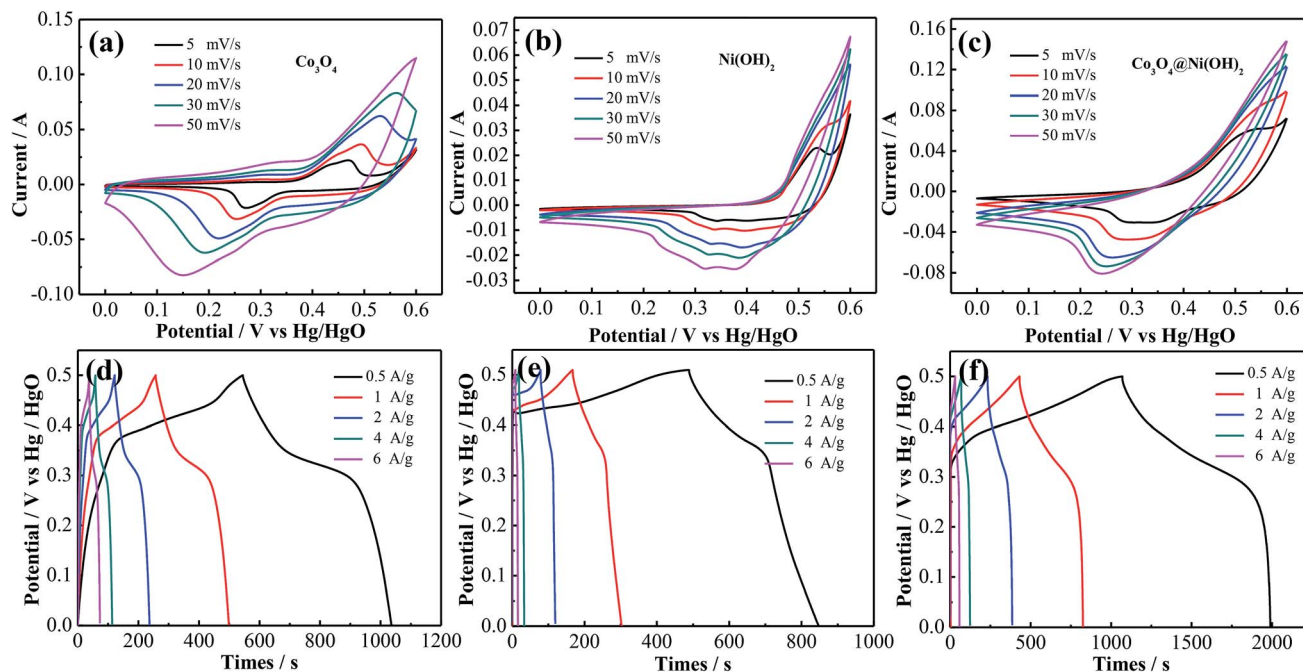 (a)
Co3O4
5 mV/s
10 mV/s
20 mV/s
30 mV/s
50 mV/s
0.15
0.10
0.05
0.00
-0.05
-0.10
Current / A
0.0 0.1 0.2 0.3 0.4 0.5 0.6
Potential / V vs Hg/HgO
(b)
Ni(OH)2
5 mV/s
10 mV/s
20 mV/s
30 mV/s
50 mV/s
0.07
0.06
0.05
0.04
0.03
0.02
0.01
0.00
-0.01
-0.02
-0.03
Current / A
0.0 0.1 0.2 0.3 0.4 0.5 0.6
Potential / V vs Hg/HgO
(c)
Co3O4@Ni(OH)2
5 mV/s
10 mV/s
20 mV/s
30 mV/s
50 mV/s
0.16
0.12
0.08
0.04
0.00
-0.04
-0.08
Current / A
0.0 0.1 0.2 0.3 0.4 0.5 0.6
Potential / V vs Hg/HgO
(d)
0.5 A/g
1 A/g
2 A/g
4 A/g
6 A/g
0.5
0.4
0.3
0.2
0.1
0.0
Potential / V vs Hg / HgO
0 200 400 600 800 1000 1200
Times / s
(e)
0.5 A/g
1 A/g
2 A/g
4 A/g
6 A/g
0.5
0.4
0.3
0.2
0.1
0.0
Potential / V vs Hg / HgO
0 200 400 600 800 1000
Times / s
(f)
0.5 A/g
1 A/g
2 A/g
4 A/g
6 A/g
0.5
0.4
0.3
0.2
0.1
0.0
Potential / V vs Hg / HgO
0 500 1000 1500 2000
Times / s